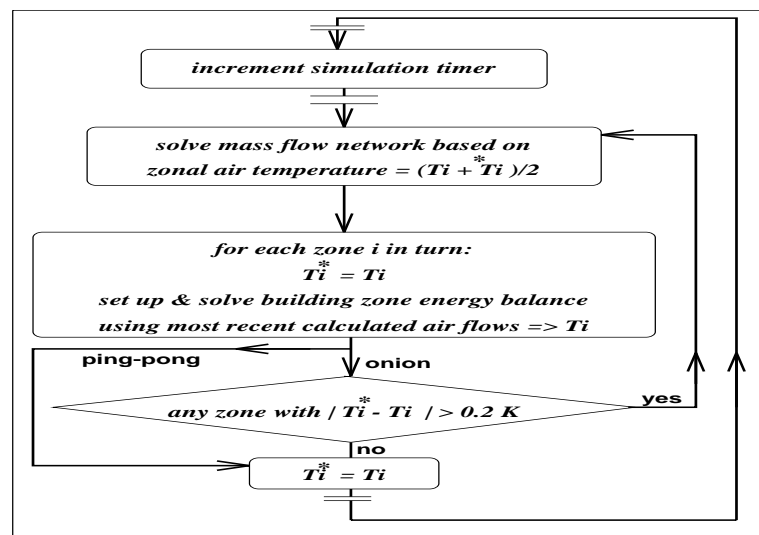 increment simulation timer
solve mass flow network based on
zonal air temperature = (Ti + Ti* )/2
for each zone i in turn:
Ti* = Ti
set up & solve building zone energy balance
using most recent calculated air flows => Ti
ping-pong
onion
any zone with | Ti* - Ti | > 0.2 K
yes
no
Ti* = Ti